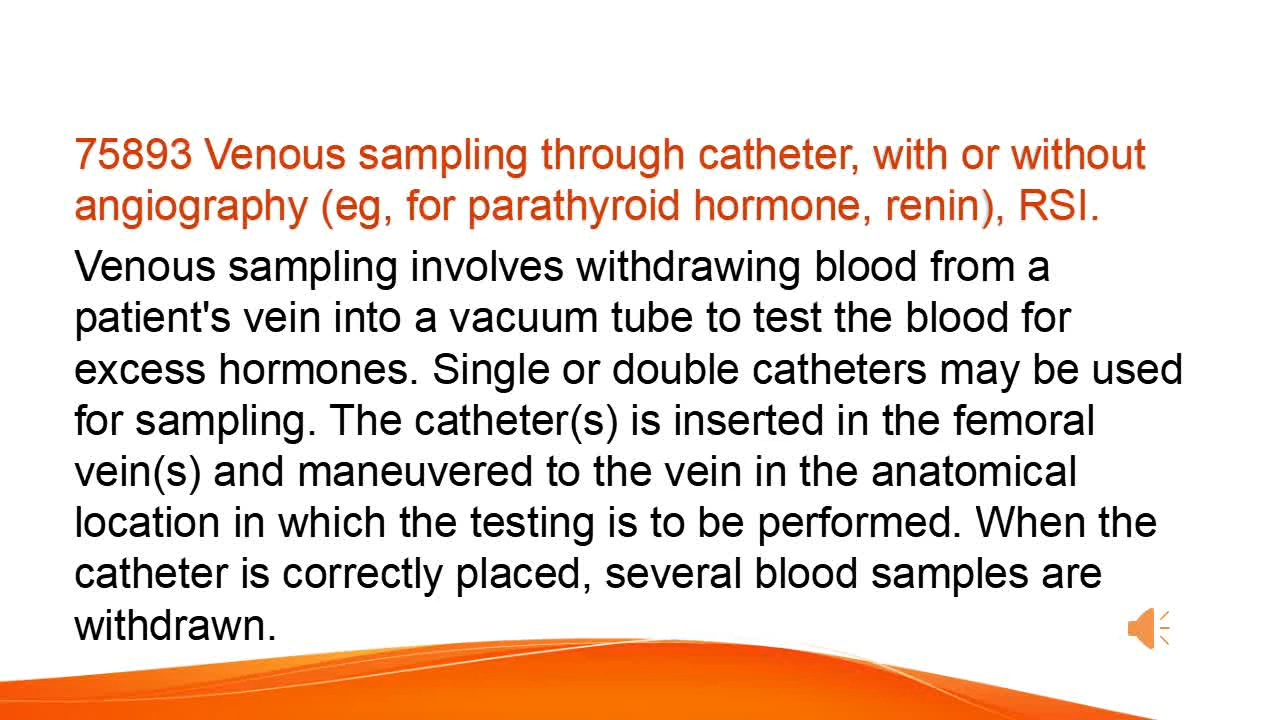 75893 Venous sampling through catheter, with or without
angiography (eg, for parathyroid hormone, renin), RSI.
Venous sampling involves withdrawing blood from a
patient's vein into a vacuum tube to test the blood for
excess hormones. Single or double catheters may be used
for sampling. The catheter(s) is inserted in the femoral
vein(s) and maneuvered to the vein in the anatomical
location in which the testing is to be performed. When the
catheter is correctly placed, several blood samples are
withdrawn.